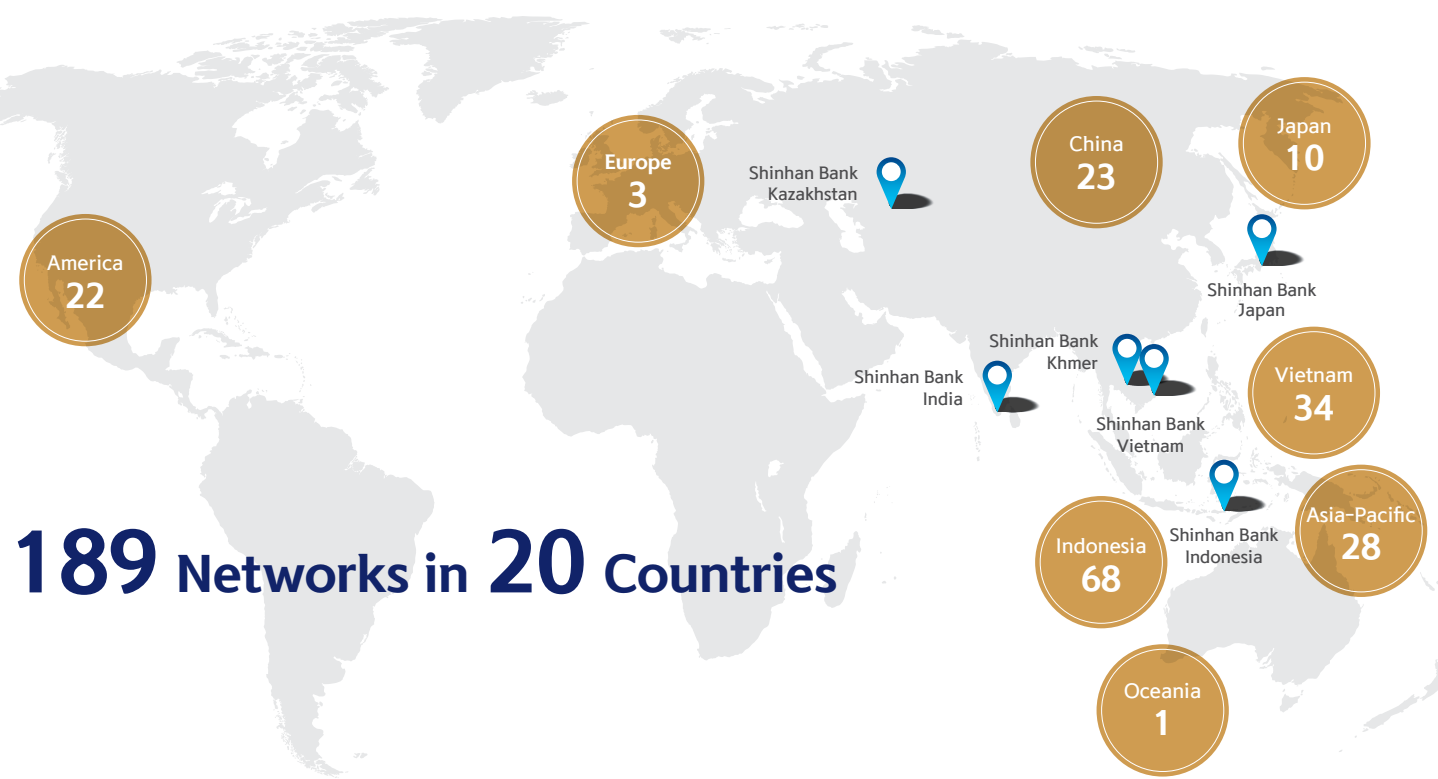 America
22
Europe
3
Shinhan Bank
Kazakhstan
China
23
Japan
10
Shinhan Bank
Japan
Shinhan Bank
Khmer
Shinhan Bank
India
Shinhan Bank
Vietnam
Vietnam
34
Indonesia
68
Shinhan Bank
Indonesia
Asia-Pacific
28
Oceania
1
189 Networks in 20 Countries